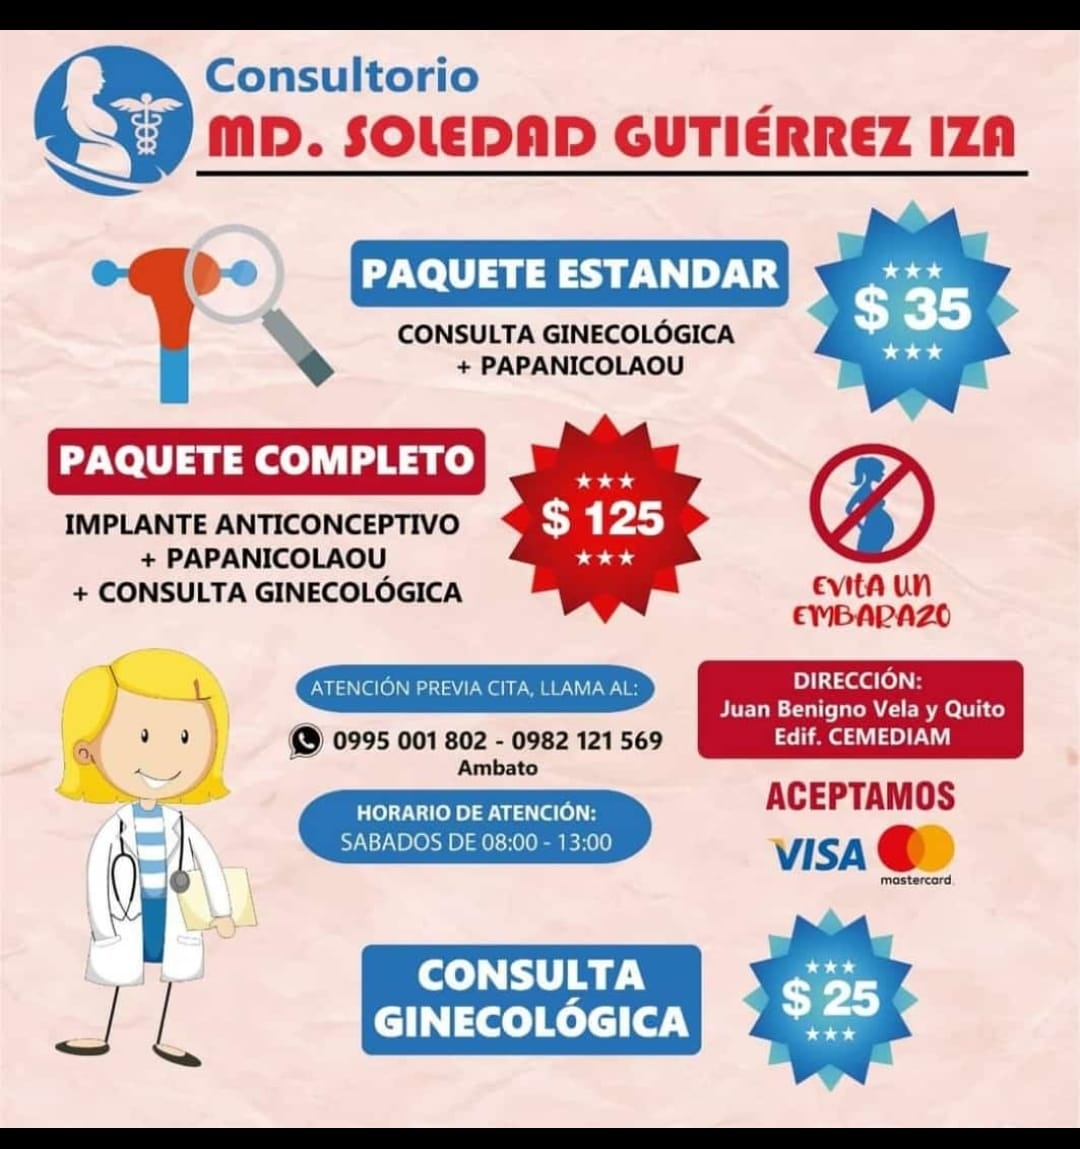 Consultorio
MD. SOLEDAD GUTIÉRREZ IZA
PAQUETE ESTANDAR
CONSULTA GINECOLÓGICA
+ PAPANICOLAOU
$ 35
PAQUETE COMPLETO
IMPLANTE ANTICONCEPTIVO
+ PAPANICOLAOU
+ CONSULTA GINECOLÓGICA
$ 125
EVITA UN
EMBARAZO
ATENCIÓN PREVIA CITA, LLAMA AL:
0995 001 802 - 0982 121 569
Ambato
HORARIO DE ATENCIÓN:
SABADOS DE 08:00 - 13:00
DIRECCIÓN:
Juan Benigno Vela y Quito
Edif. CEMEDIAM
ACEPTAMOS
VISA
mastercard.
CONSULTA
GINECOLÓGICA
$ 25